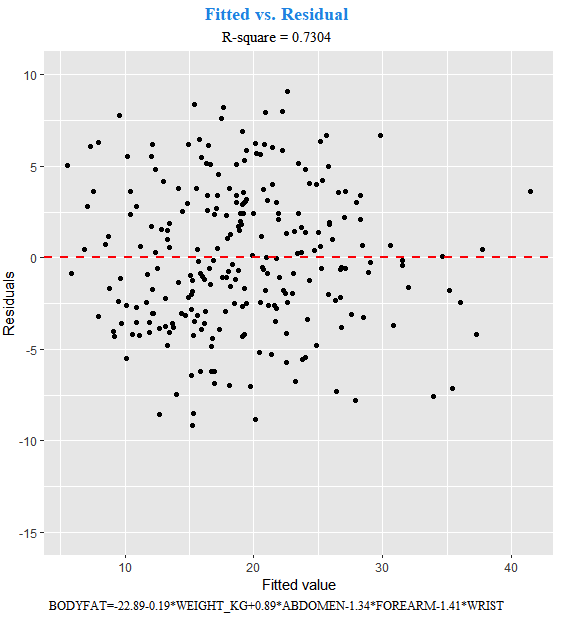 Fitted vs. Residual
R-square = 0.7304
10
5
0
-5
-10
-15
Residuals
10
20
30
40
Fitted value
BODYFAT=-22.89-0.19*WEIGHT_KG+0.89*ABDOMEN-1.34*FOREARM-1.41*WRIST